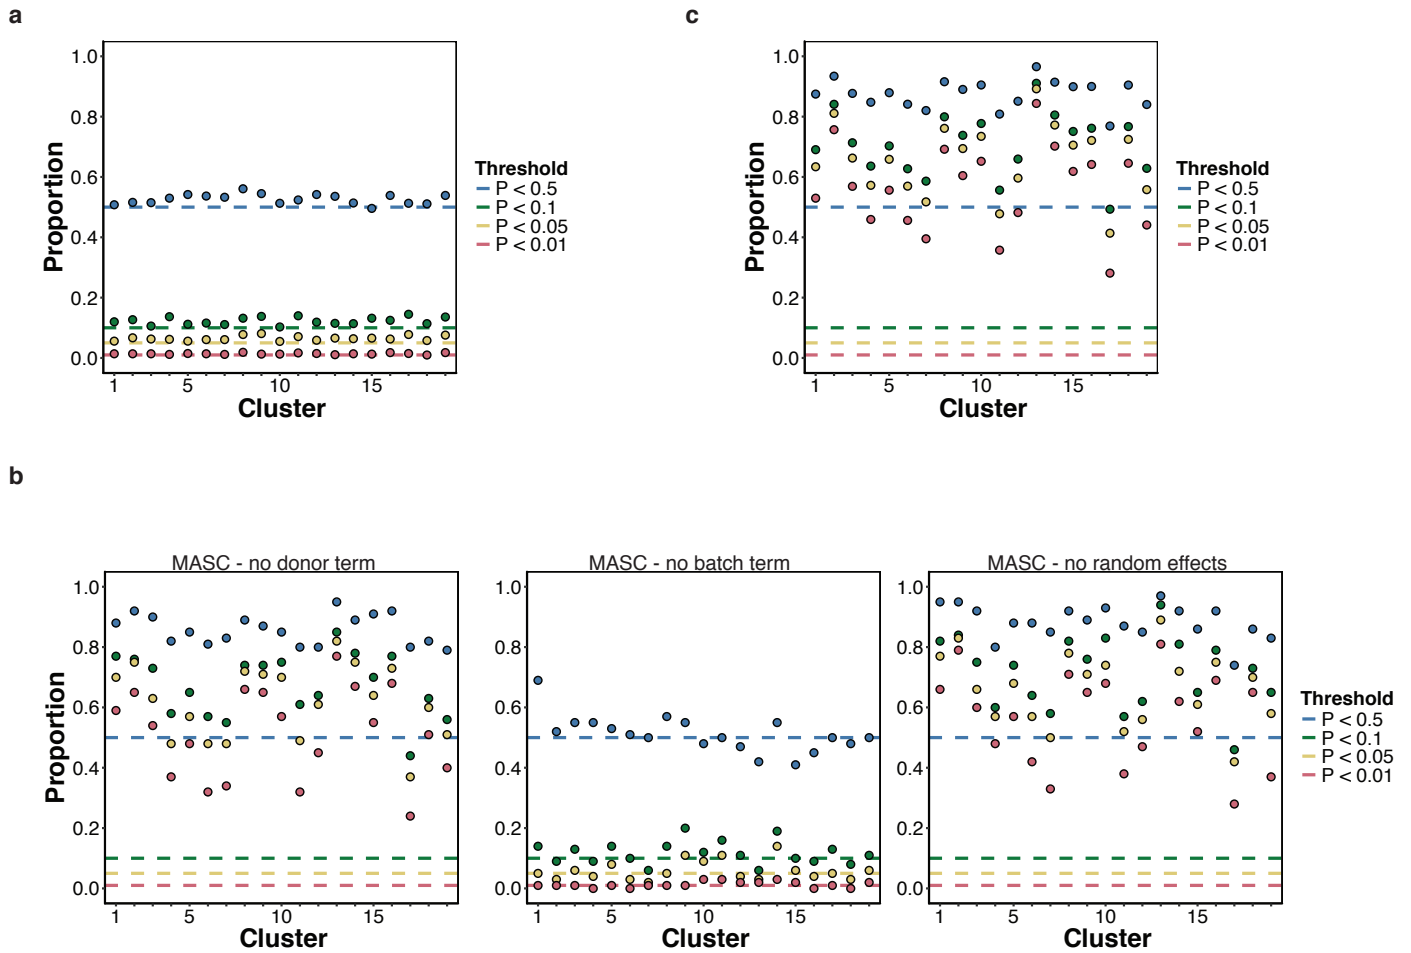 a
1.0
0.8
0.6
0.4
0.2
0.0
Proportion
1 5 10 15
Cluster
Threshold
P < 0.5
P < 0.1
P < 0.05
P < 0.01
c
1.0
0.8
0.6
0.4
0.2
0.0
Proportion
1 5 10 15
Cluster
Threshold
P < 0.5
P < 0.1
P < 0.05
P < 0.01
b
MASC - no donor term
1.0
0.8
0.6
0.4
0.2
0.0
Proportion
1 5 10 15
Cluster
MASC - no batch term
1.0
0.8
0.6
0.4
0.2
0.0
1 5 10 15
Cluster
MASC - no random effects
1.0
0.8
0.6
0.4
0.2
0.0
1 5 10 15
Cluster
Threshold
P < 0.5
P < 0.1
P < 0.05
P < 0.01